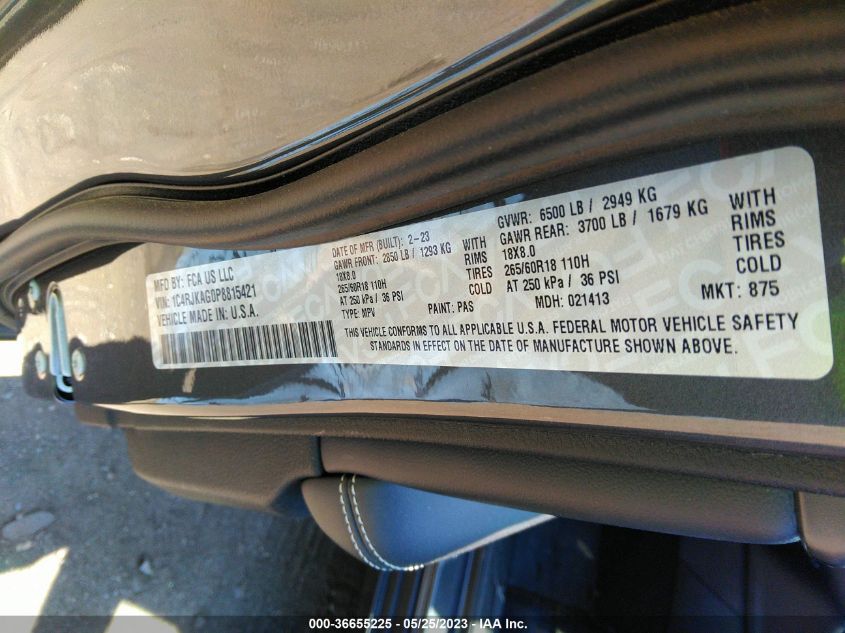 MFD BY: FCA US LLC
VIN: 1C4RJKAG0P8815421
VEHICLE MADE IN: U.S.A.
DATE OF MFR (BUILT): 2-23
GAWR FRONT: 2850 LB / 1293 KG WITH
18X8.0 RIMS
265/60R18 110H TIRES
AT 250 kPa / 36 PSI COLD
TYPE: MPV PAINT: PAS
GVWR: 6500 LB / 2949 KG
GAWR REAR: 3700 LB / 1679 KG WITH
18X8.0 RIMS
265/60R18 110H TIRES
AT 250 kPa / 36 PSI COLD
MDH: 021413 MKT: 875
THIS VEHICLE CONFORMS TO ALL APPLICABLE U.S.A. FEDERAL MOTOR VEHICLE SAFETY
STANDARDS IN EFFECT ON THE DATE OF MANUFACTURE SHOWN ABOVE.
000-36655225 - 05/25/2023 - IAA Inc.